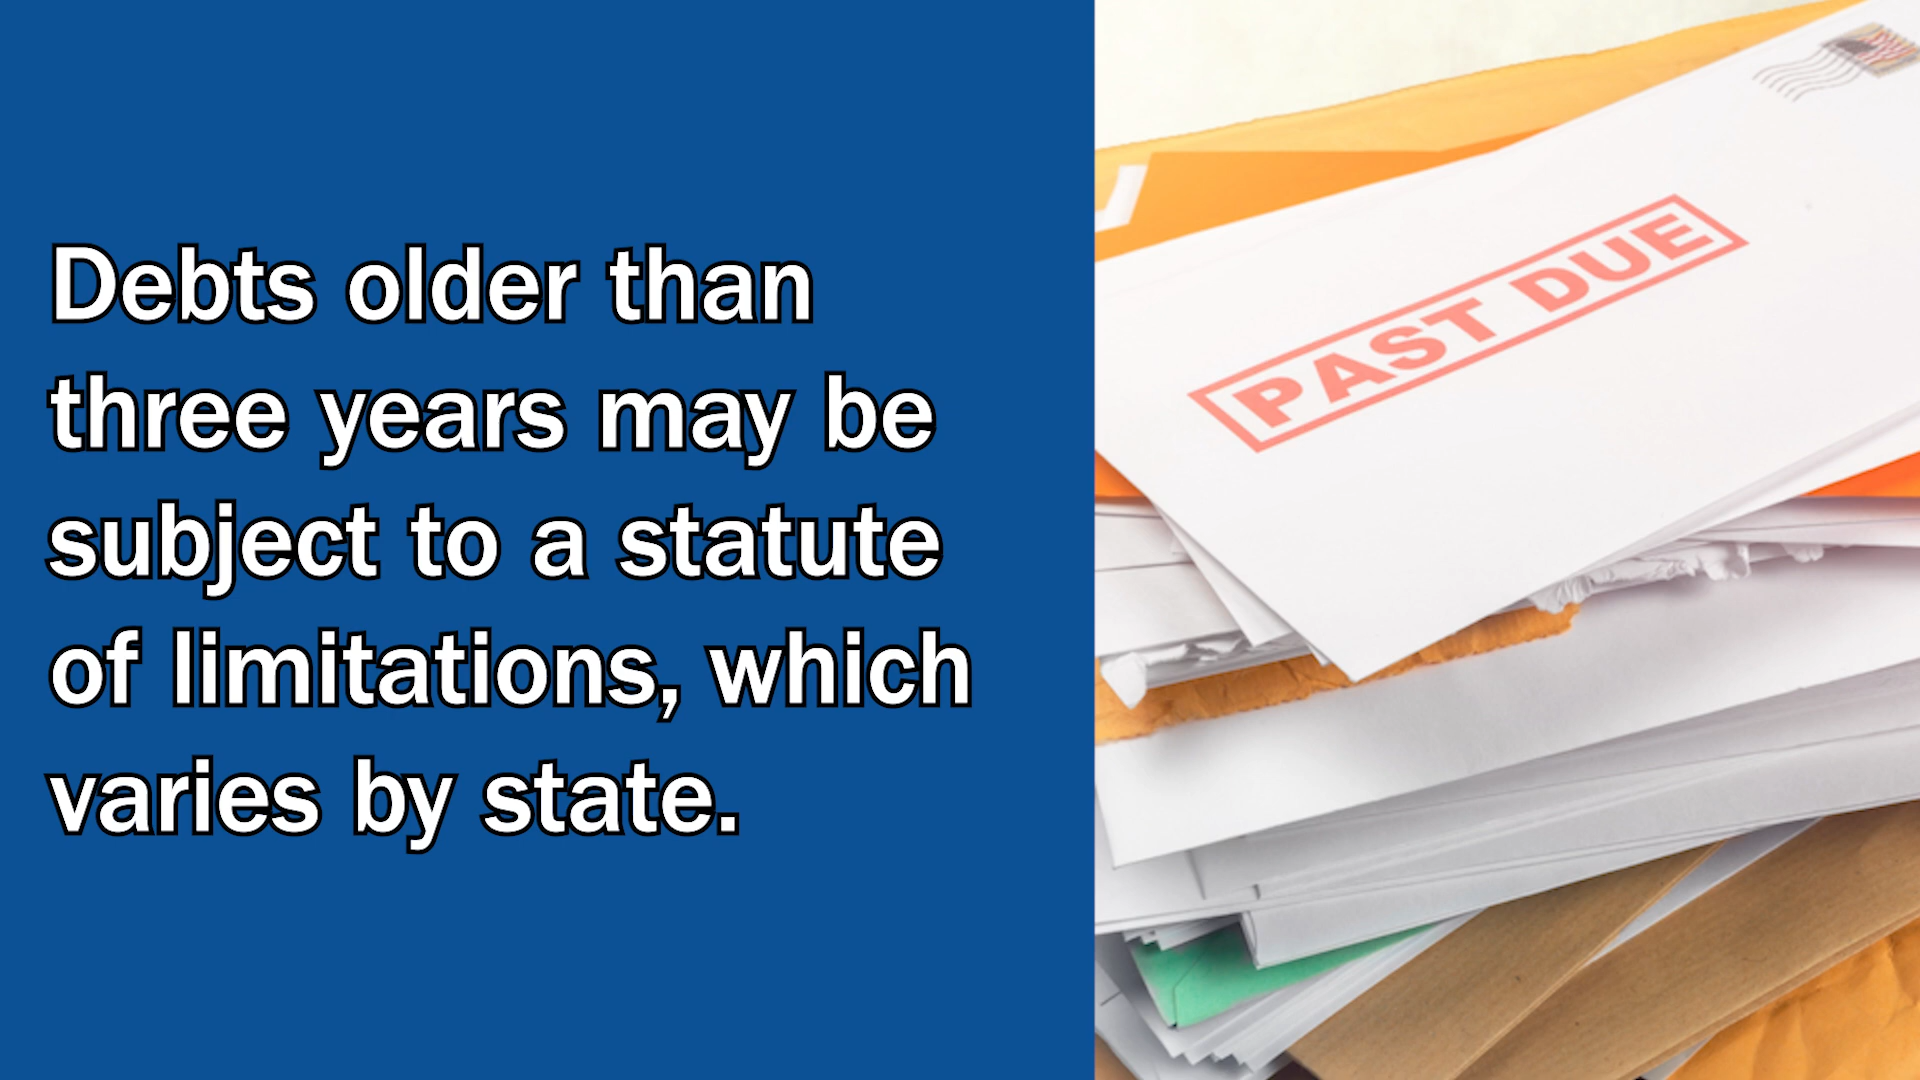 Debts older than
three years may be
subject to a statute
of limitations, which
varies by state.
PAST DUE